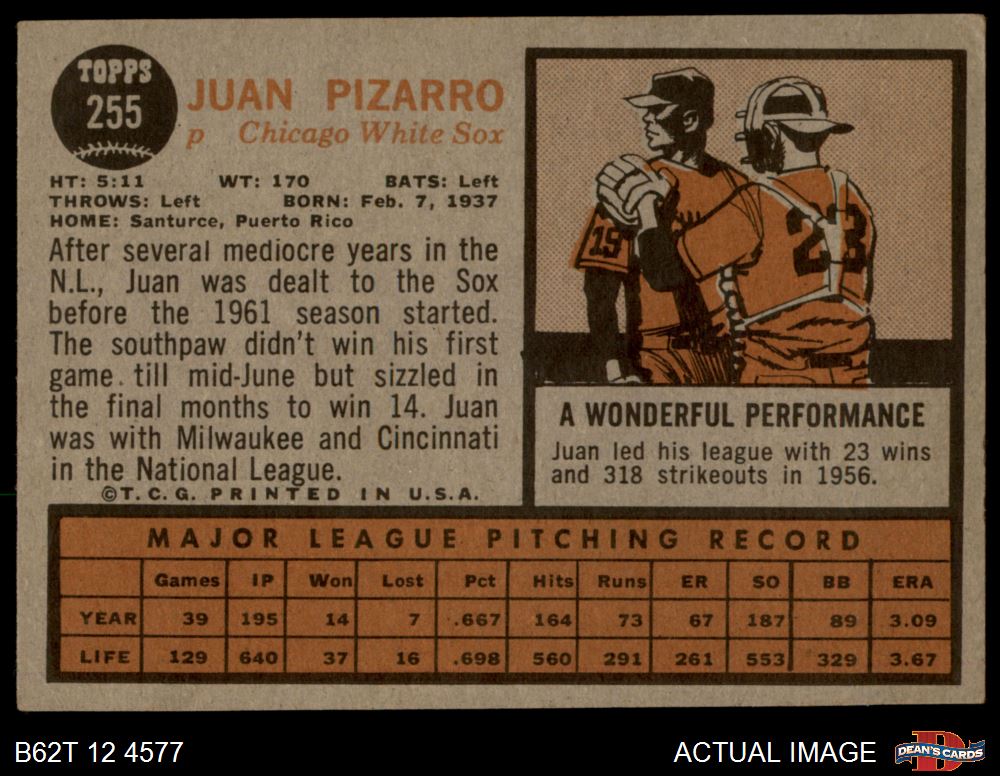 TOPPS
255
JUAN PIZARRO
p Chicago White Sox
HT: 5:11 WT: 170 BATS: Left
THROWS: Left BORN: Feb. 7, 1937
HOME: Santurce, Puerto Rico
After several mediocre years in the
N.L., Juan was dealt to the Sox
before the 1961 season started.
The southpaw didn't win his first
game till mid-June but sizzled in
the final months to win 14. Juan
was with Milwaukee and Cincinnati
in the National League.
©T.C.G. PRINTED IN U.S.A.
19
23
A WONDERFUL PERFORMANCE
Juan led his league with 23 wins
and 318 strikeouts in 1956.
MAJOR LEAGUE PITCHING RECORD
Games IP Won Lost Pct Hits Runs ER SO BB ERA
YEAR 39 195 14 7 .667 164 73 67 187 89 3.09
LIFE 129 640 37 16 .698 560 291 261 553 329 3.67
B62T 12 4577
ACTUAL IMAGE
DEAN'S CARDS